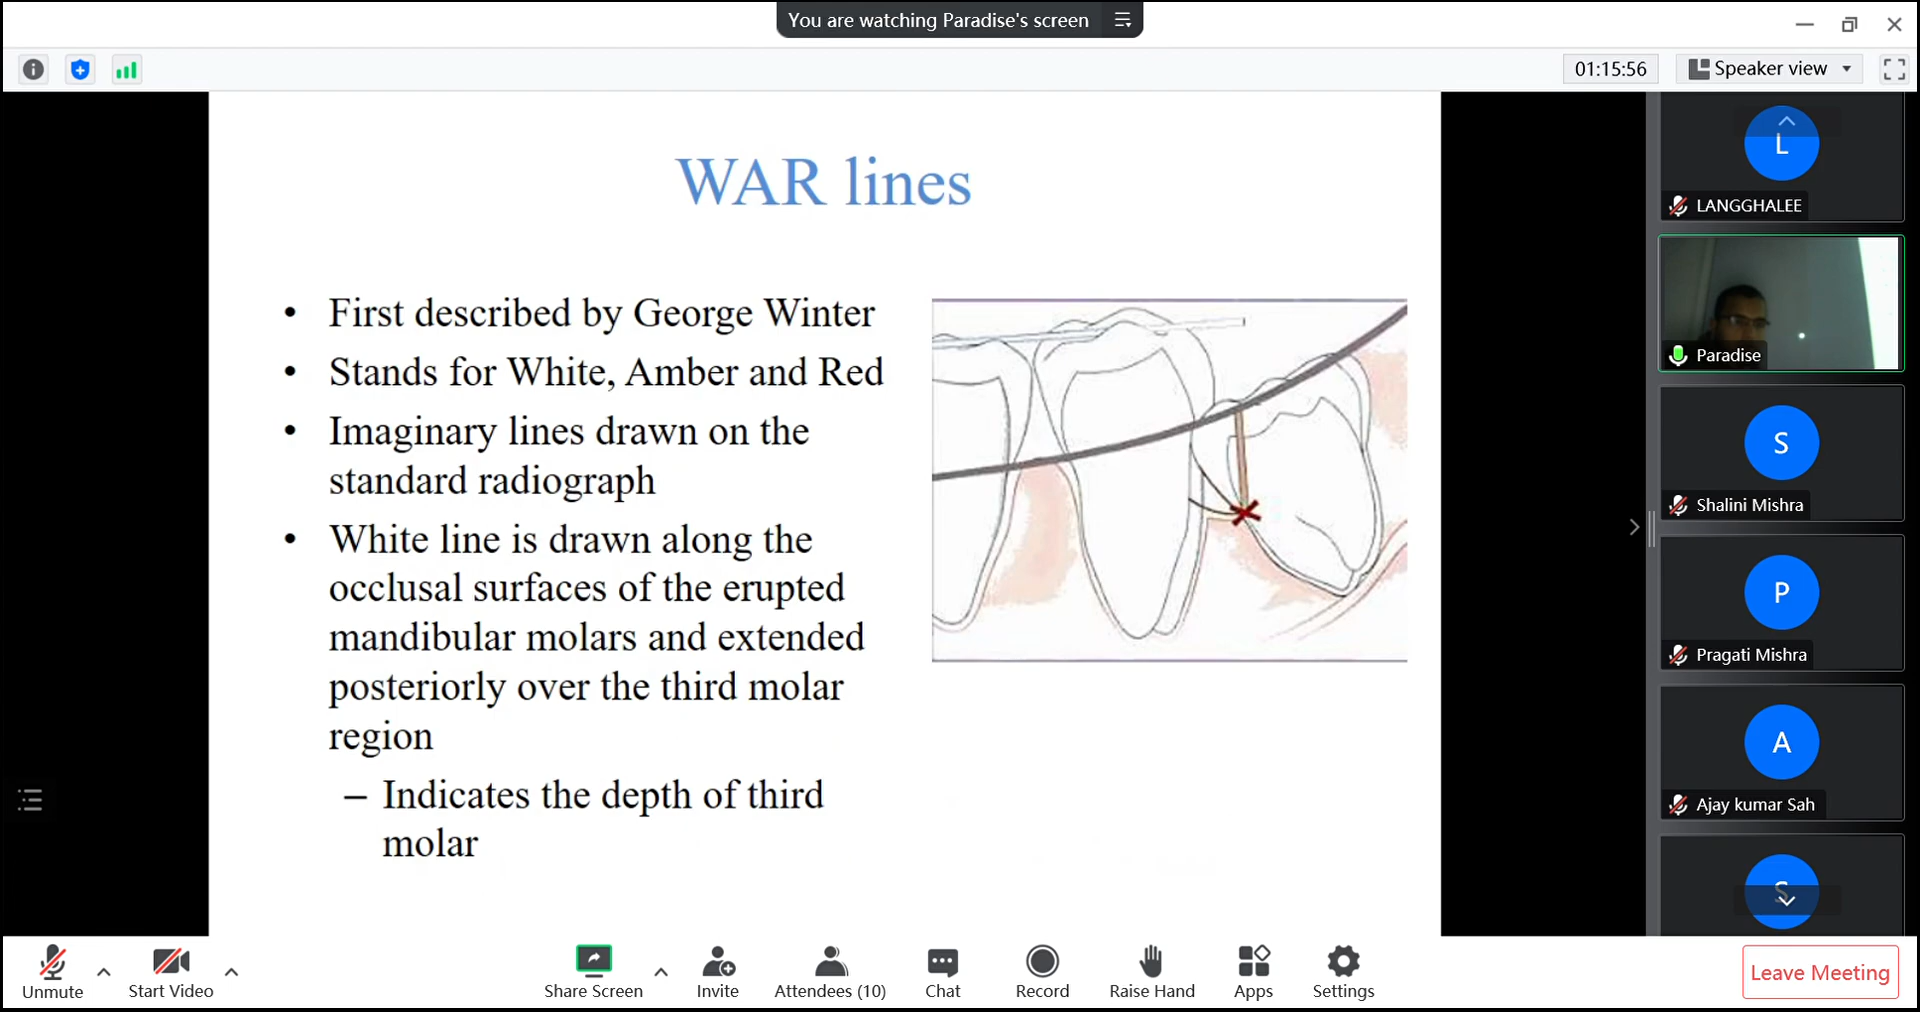 You are watching Paradise's screen
01:15:56
Speaker view
WAR lines
• First described by George Winter
• Stands for White, Amber and Red
• Imaginary lines drawn on the
standard radiograph
• White line is drawn along the
occlusal surfaces of the erupted
mandibular molars and extended
posteriorly over the third molar
region
– Indicates the depth of third
molar
L
LANGGHALEE
Paradise
S
Shalini Mishra
P
Pragati Mishra
A
Ajay kumar Sah
S
Unmute
Start Video
Share Screen
Invite
Attendees (10)
Chat
Record
Raise Hand
Apps
Settings
Leave Meeting